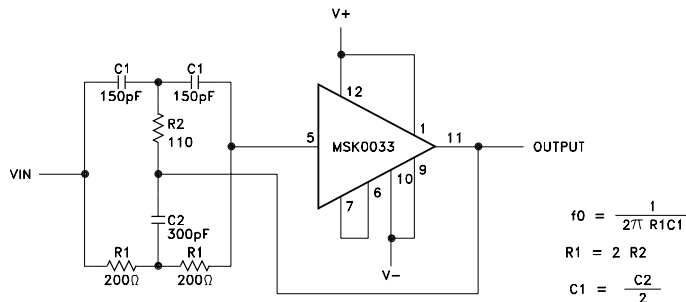 V+
C1
C1
150pF
150pF
12
R2
110
1
11
5
MSK0033
OUTPUT
VIN
9
10
6
7
C2
300pF
R1
R1
200Ω
200Ω
V-
f0 = 1 / 2π R1C1
R1 = 2 R2
C1 = C2 / 2